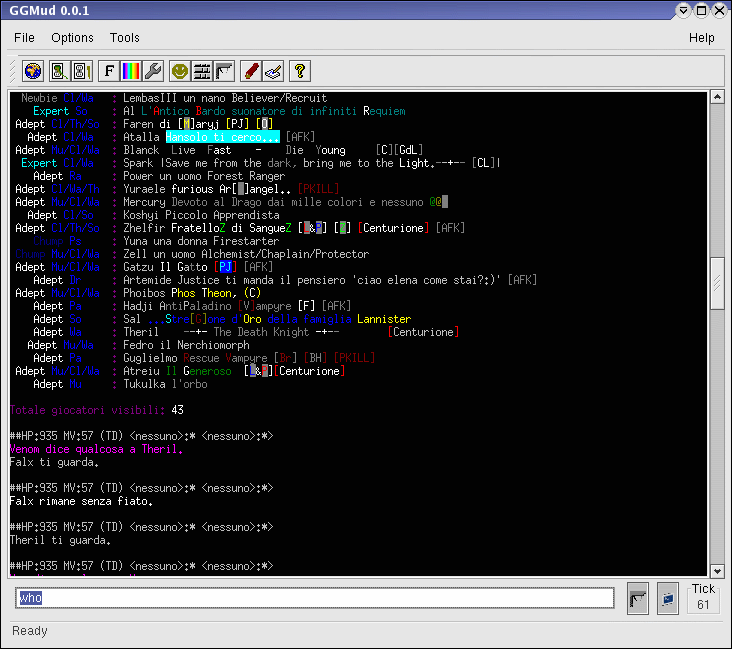 GGMud 0.0.1
File Options Tools Help
F
Newbie Cl/Wa : LembasIII un nano Believer/Recruit
Expert So : Al L'Antico Bardo suonatore di infiniti Requiem
Adept Cl/Th/So : Faren di [M]aryj [PJ] [O]
Adept Cl/Wa : Atalla Hansolo ti cerco... [AFK]
Adept Mu/Cl/Wa : Blanck Live Fast - Die Young [C][GdL]
Expert Cl/Wa : Spark |Save me from the dark, bring me to the Light.--+-- [CL]|
Adept Ra : Power un uomo Forest Ranger
Adept Cl/Wa/Th : Yuraele furious Ar[ ]angel.. [PKILL]
Adept Mu/Cl/Wa : Mercury Devoto al Drago dai mille colori e nessuno @@
Adept Cl/So : Koshyi Piccolo Apprendista
Adept Cl/Th/So : Zhelfir FratelloZ di SangueZ [ &P] [ ] [Centurione] [AFK]
Chump Ps : Yuna una donna Firestarter
Chump Mu/Cl/Wa : Zell un uomo Alchemist/Chaplain/Protector
Adept Mu/Cl/Wa : Gatzu Il Gatto [PJ] [AFK]
Adept Dr : Artemide Justice ti manda il pensiero 'ciao elena come stai?:)' [AFK]
Adept Mu/Cl/Wa : Phoibos Phos Theon, (C)
Adept Pa : Hadji AntiPaladino [V]ampyre [F] [AFK]
Adept So : Sal ...Stre[G]one d'Oro della famiglia Lannister
Adept Wa : Theril --+- The Death Knight -+-- [Centurione]
Adept Mu/Wa : Fedro il Nerchiomorph
Adept Pa : Guglielmo Rescue Vampyre [Dr] [BH] [PKILL]
Adept Mu/Cl/Wa : Atreiu Il Generoso [ & ][Centurione]
Adept Mu : Tukulka l'orbo
Totale giocatori visibili: 43
##HP:935 MV:57 (TD) <nessuno>:* <nessuno>:*>
Venom dice qualcosa a Theril.
Falx ti guarda.
##HP:935 MV:57 (TD) <nessuno>:* <nessuno>:*>
Falx rimane senza fiato.
##HP:935 MV:57 (TD) <nessuno>:* <nessuno>:*>
Theril ti guarda.
##HP:935 MV:57 (TD) <nessuno>:* <nessuno>:*>
who
Tick
61
Ready